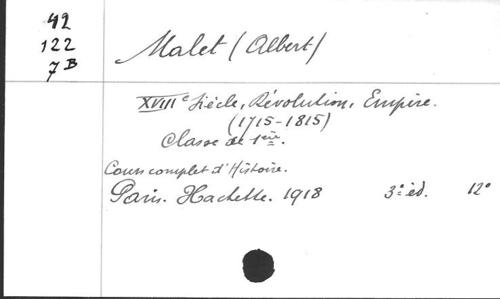 42
122
7B
Malet (Albert)
XVIIIe Siècle, Révolution, Empire.
(1715-1815)
Classe de 1ère.
Cours complet d'Histoire.
Paris. Hachette. 1918 3e éd. 12°